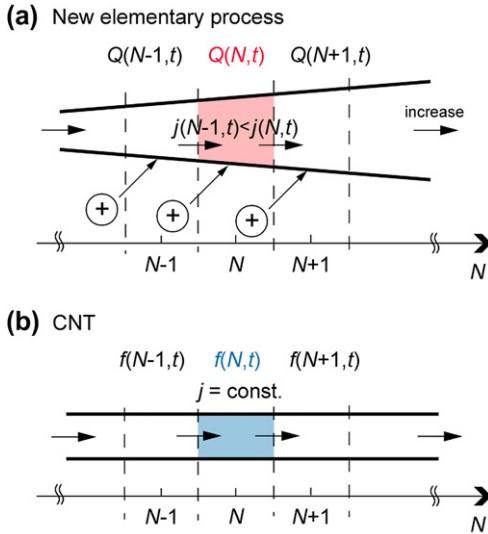 (a) New elementary process
Q(N-1,t) Q(N,t) Q(N+1,t)
increase
j(N-1,t)<j(N,t)
+ + +
N-1 N N+1
N
(b) CNT
f(N-1,t) f(N,t) f(N+1,t)
j = const.
N-1 N N+1
N